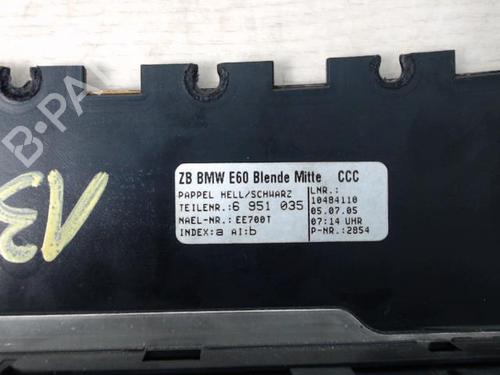 ZB BMW E60 Blende Mitte CCC
PAPPEL HELL/SCHWARZ
TEILENR.:6 951 035
NAEL-NR.:EE700T
INDEX:a AI:b
LNR.:
10484110
05.07.05
07:14 UHR
P-NR.:2854
B-PA